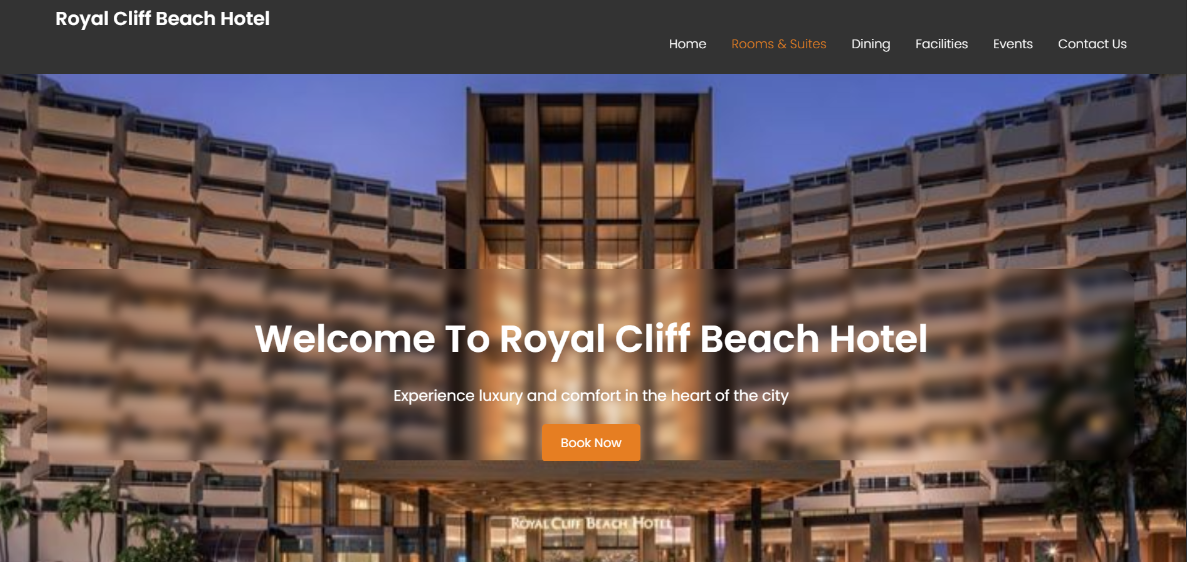 Royal Cliff Beach Hotel
Home Rooms & Suites Dining Facilities Events Contact Us
Welcome To Royal Cliff Beach Hotel
Experience luxury and comfort in the heart of the city
Book Now
ROYAL CLIFF BEACH HOTEL